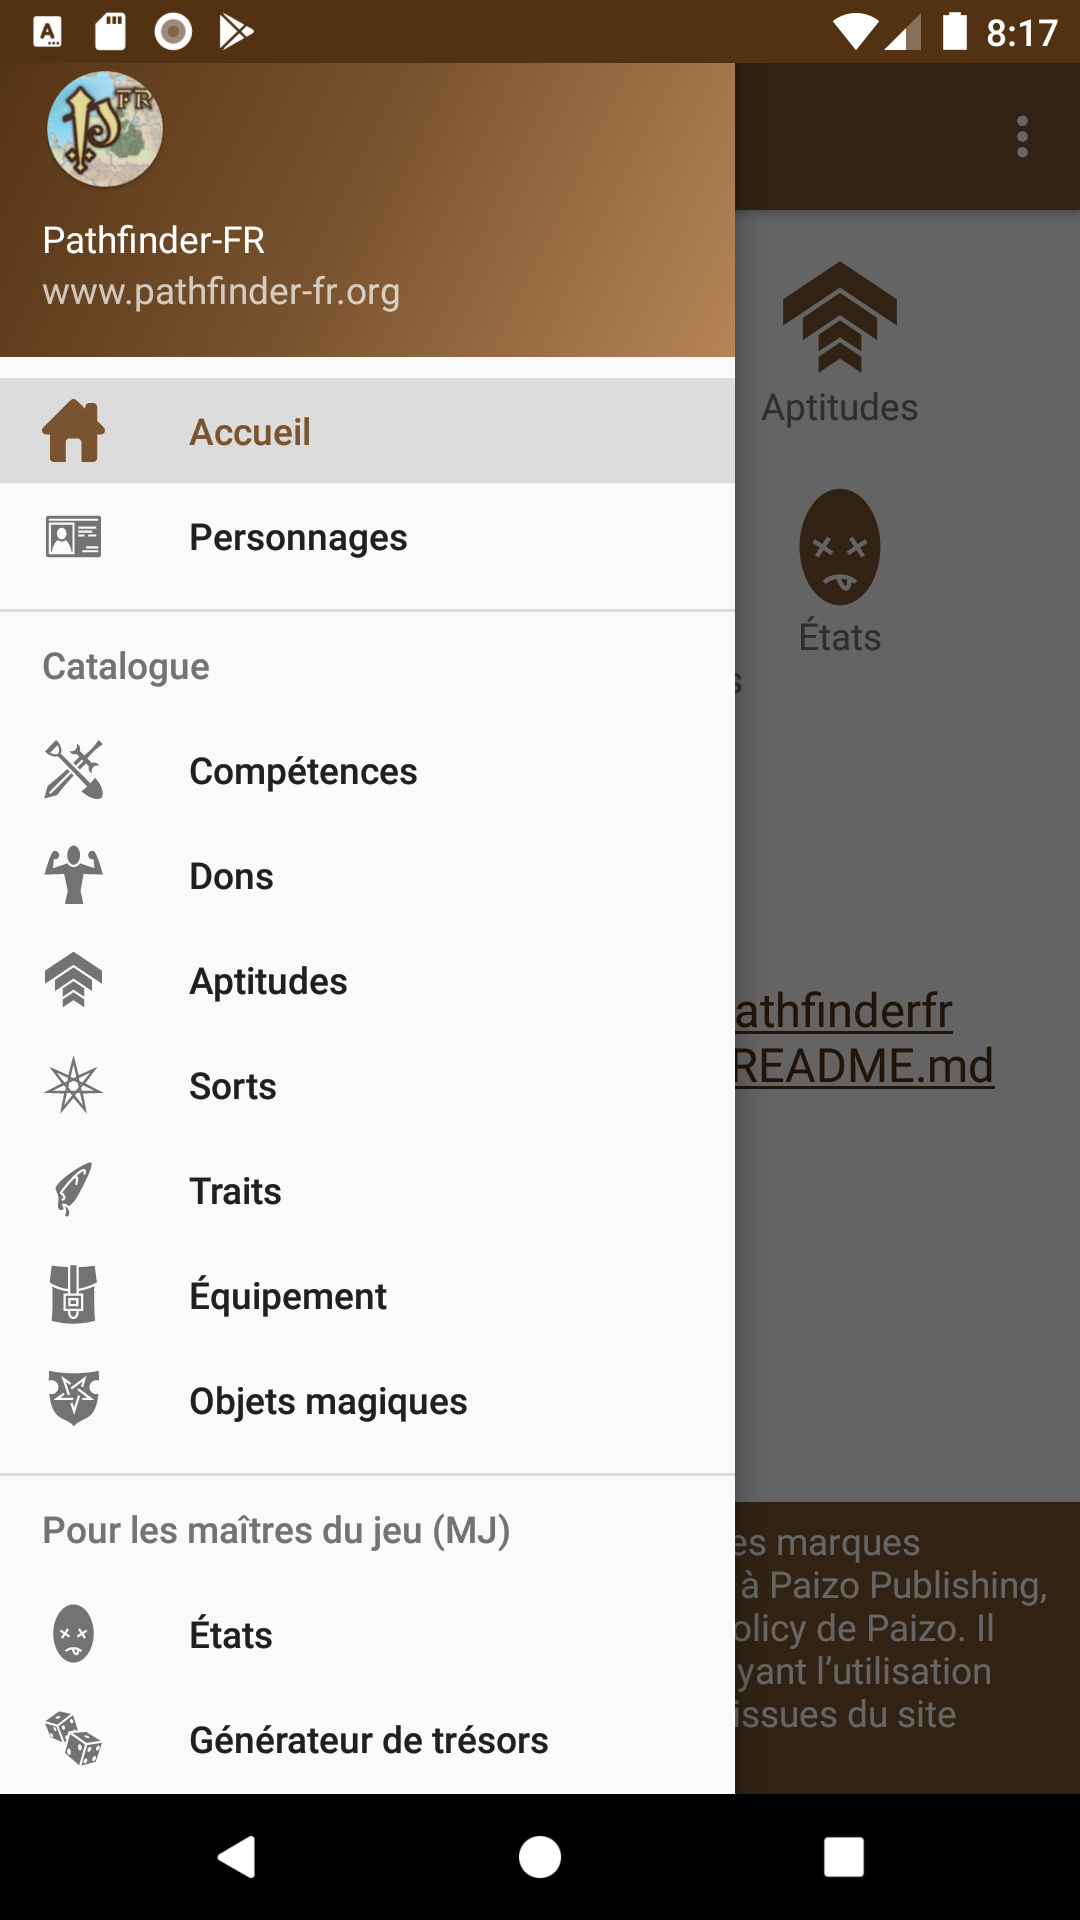 8:17
FR
Pathfinder-FR
www.pathfinder-fr.org
Accueil
Personnages
Catalogue
Compétences
Dons
Aptitudes
Sorts
Traits
Équipement
Objets magiques
Pour les maîtres du jeu (MJ)
États
Générateur de trésors
Aptitudes
États
s
athfinderfr
README.md
es marques
à Paizo Publishing,
olicy de Paizo. Il
yant l’utilisation
issues du site